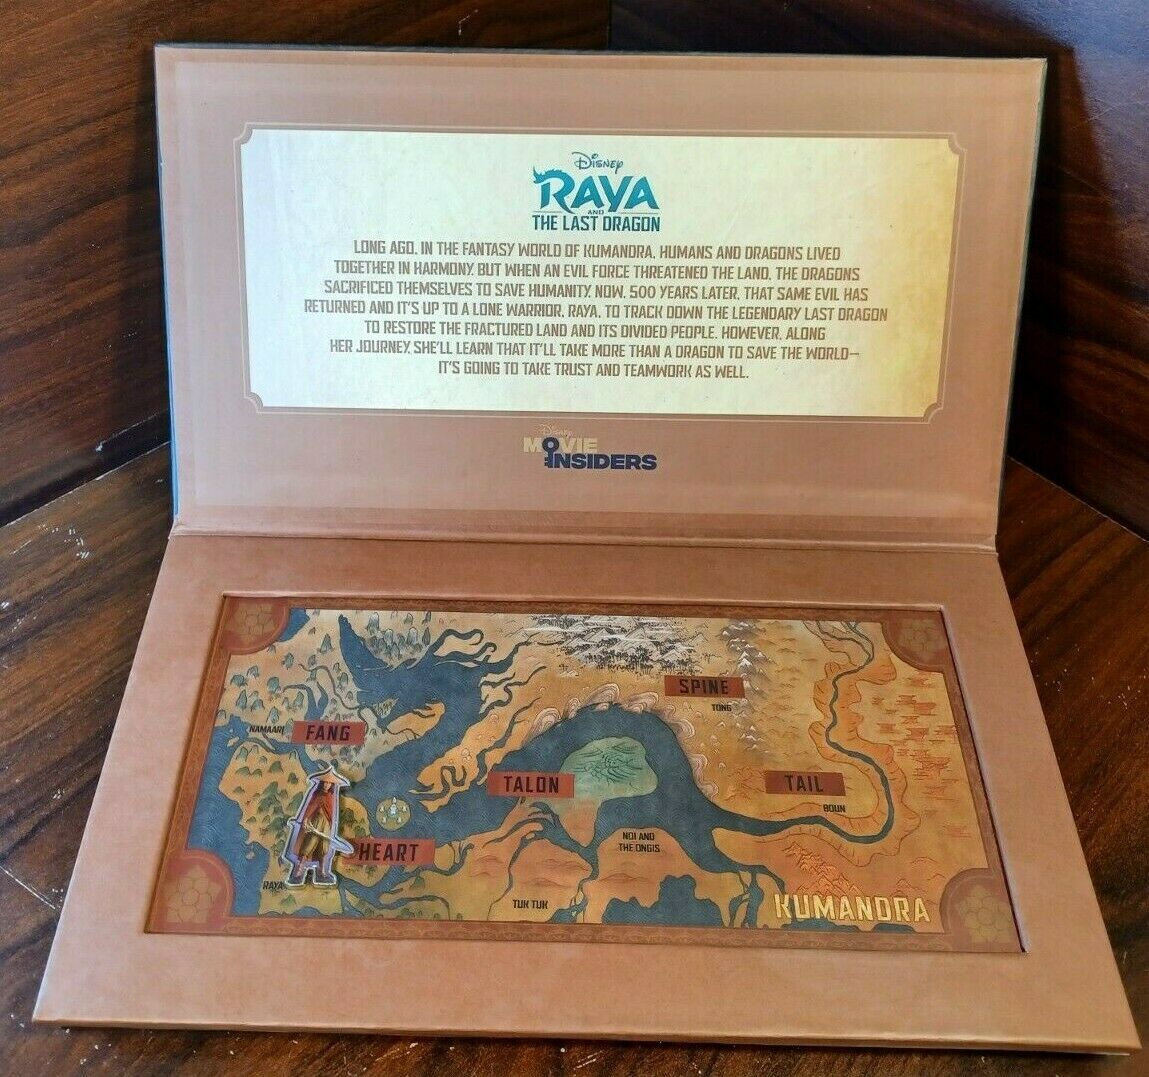 Disney
RAYA
AND
THE LAST DRAGON
LONG AGO, IN THE FANTASY WORLD OF KUMANDRA, HUMANS AND DRAGONS LIVED
TOGETHER IN HARMONY. BUT WHEN AN EVIL FORCE THREATENED THE LAND, THE DRAGONS
SACRIFICED THEMSELVES TO SAVE HUMANITY. NOW, 500 YEARS LATER, THAT SAME EVIL HAS
RETURNED AND IT'S UP TO A LONE WARRIOR, RAYA, TO TRACK DOWN THE LEGENDARY LAST DRAGON
TO RESTORE THE FRACTURED LAND AND ITS DIVIDED PEOPLE. HOWEVER, ALONG
HER JOURNEY, SHE'LL LEARN THAT IT'LL TAKE MORE THAN A DRAGON TO SAVE THE WORLD—
IT'S GOING TO TAKE TRUST AND TEAMWORK AS WELL.
Disney
MOVIE
INSIDERS
SPINE
TONG
NAMAARI
FANG
TALON
TAIL
BOUN
NOI AND
THE ONGIS
HEART
RAYA
TUK TUK
KUMANDRA